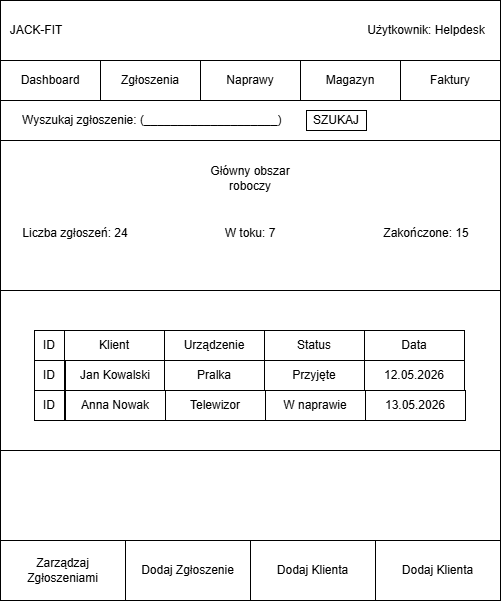 JACK-FIT Użytkownik: Helpdesk
Dashboard Zgłoszenia Naprawy Magazyn Faktury
Wyszukaj zgłoszenie: (____________________) SZUKAJ
Główny obszar
roboczy
Liczba zgłoszeń: 24 W toku: 7 Zakończone: 15
ID Klient Urządzenie Status Data
ID Jan Kowalski Pralka Przyjęte 12.05.2026
ID Anna Nowak Telewizor W naprawie 13.05.2026
Zarządzaj
Zgłoszeniami
Dodaj Zgłoszenie
Dodaj Klienta
Dodaj Klienta